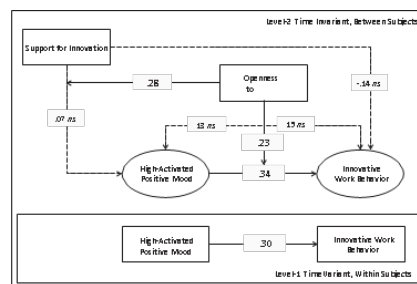 Level-2 Time Invariant, Between Subjects
Support for Innovation
.28
Openness
to
-.14 ns
.07 ns
.13 ns
.15 ns
.23
High-Activated
Positive Mood
.34
Innovative
Work Behavior
High-Activated
Positive Mood
.30
Innovative Work
Behavior
Level-1 Time Variant, Within Subjects